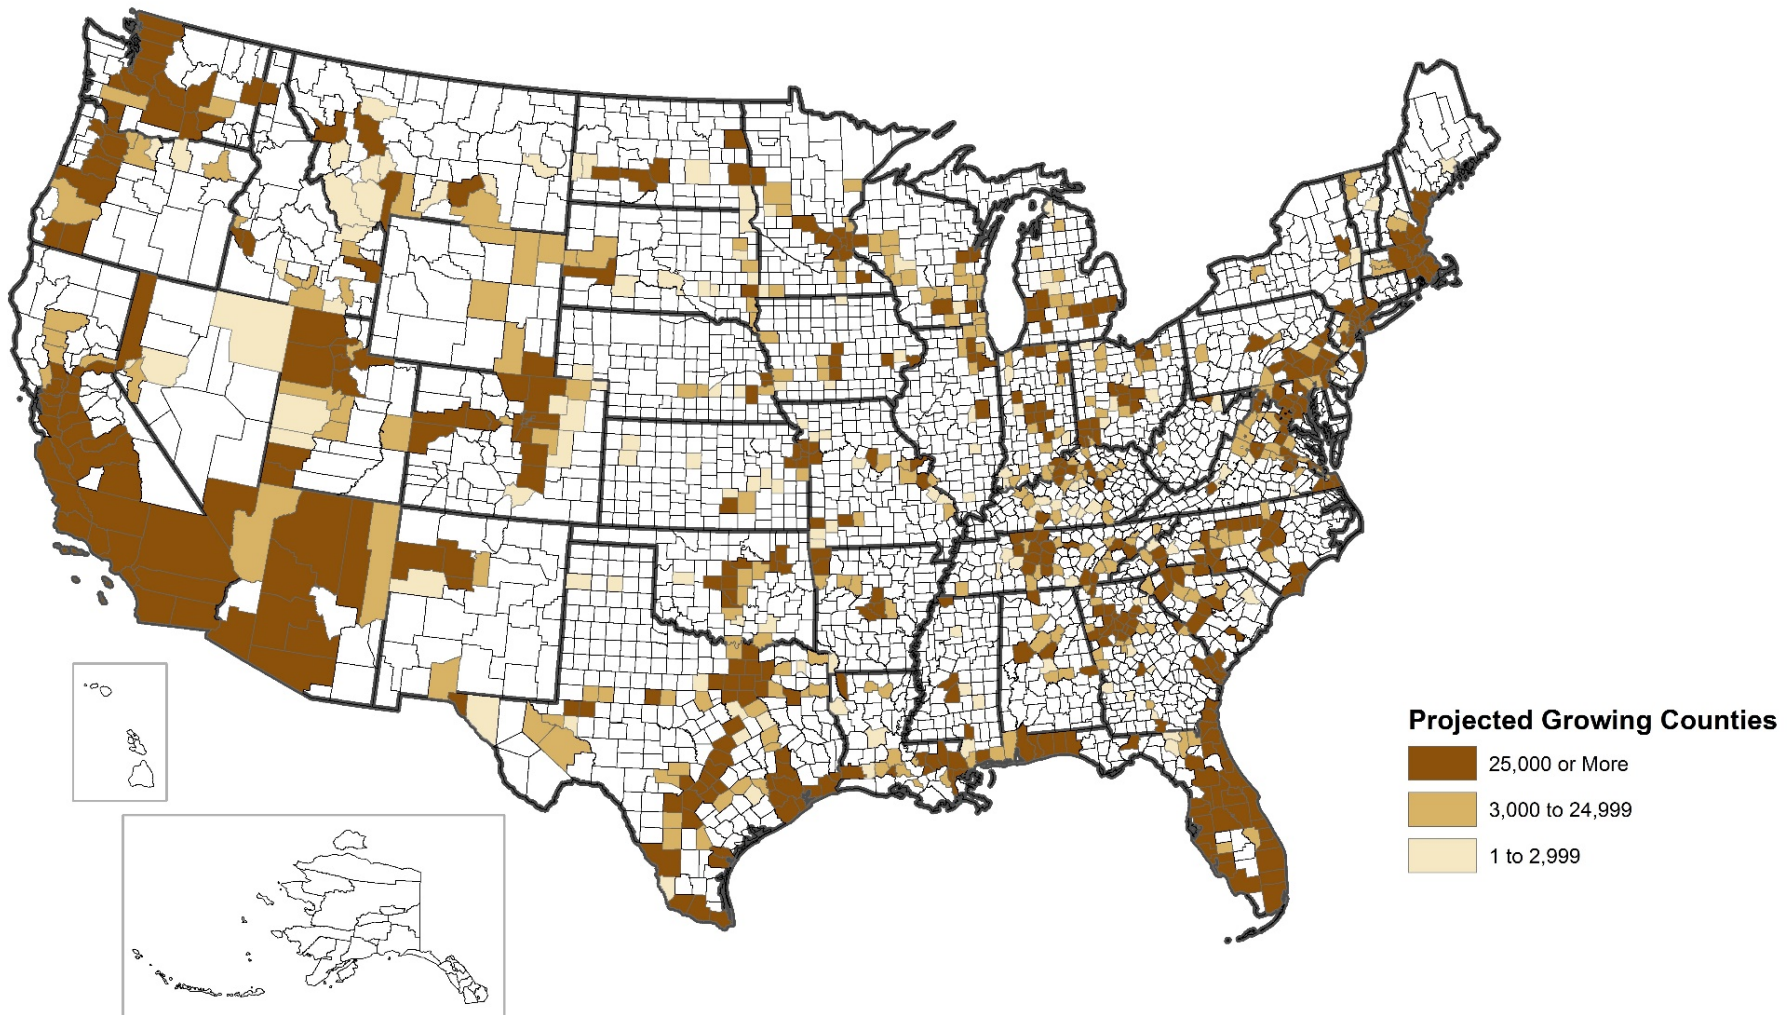 Projected Growing Counties
25,000 or More
3,000 to 24,999
1 to 2,999